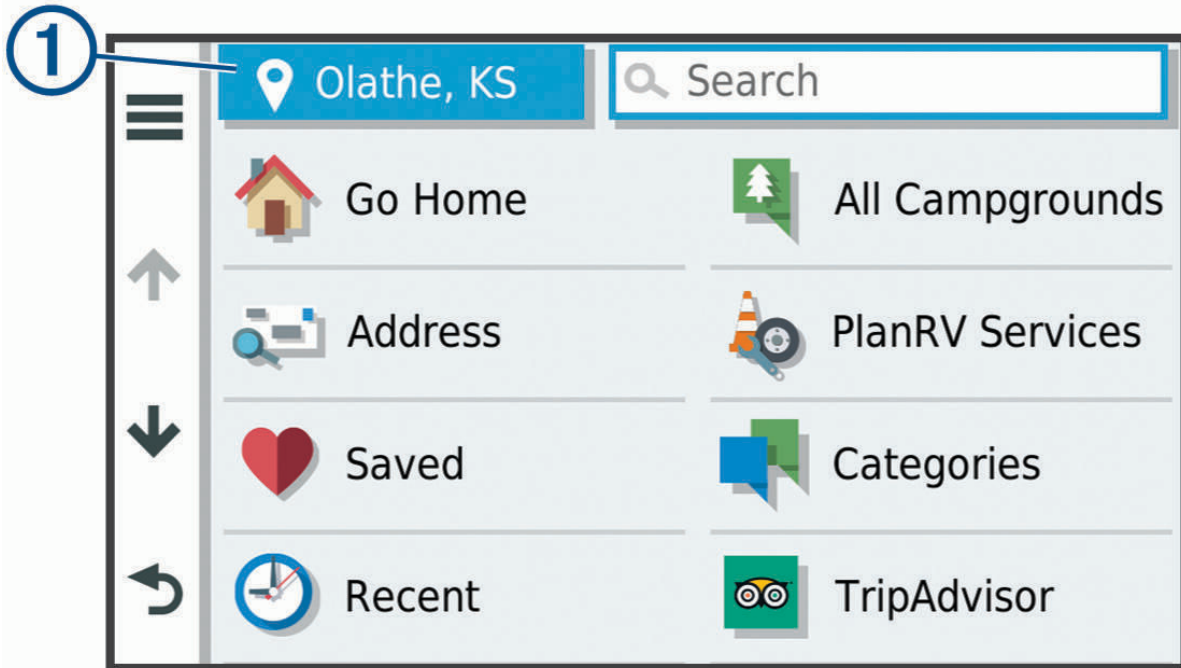 1
Olathe, KS
Search
Go Home
All Campgrounds
Address
PlanRV Services
Saved
Categories
Recent
TripAdvisor